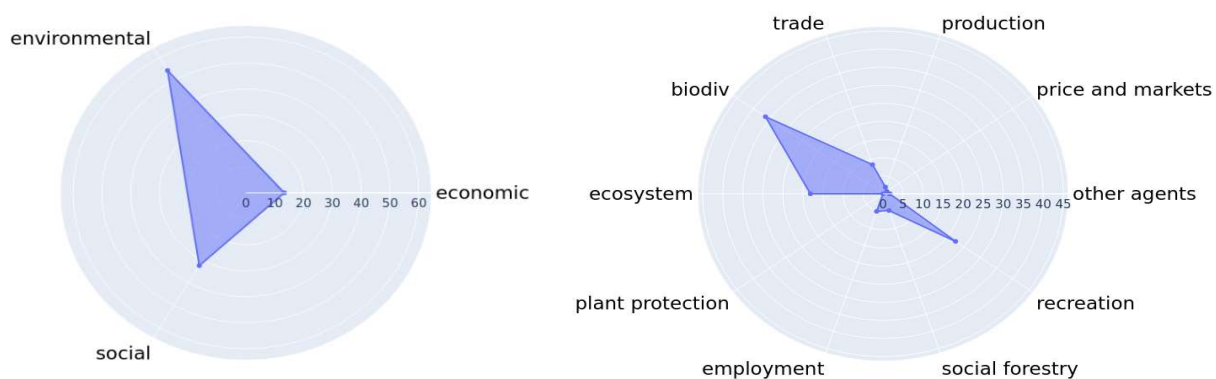 environmental
economic
social
0 10 20 30 40 50 60
trade
production
biodiv
price and markets
ecosystem
other agents
0 5 10 15 20 25 30 35 40 45
plant protection
recreation
employment
social forestry